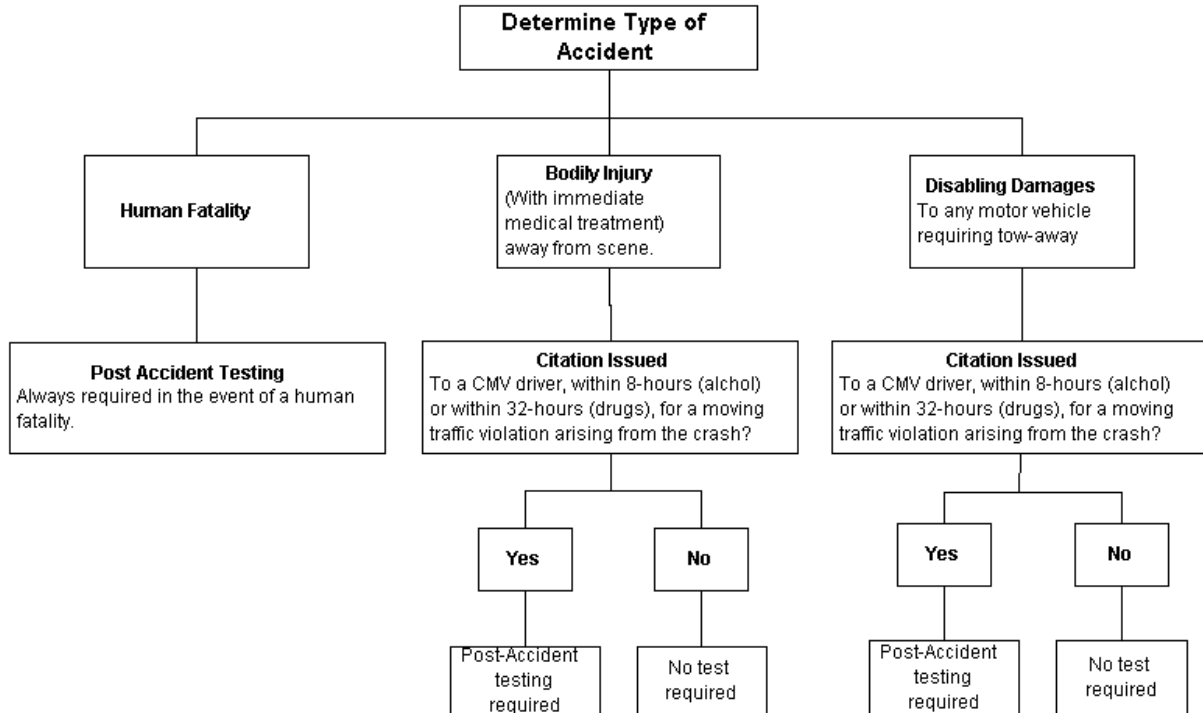 Determine Type of
Accident
Human Fatality
Bodily Injury
(With immediate
medical treatment)
away from scene.
Disabling Damages
To any motor vehicle
requiring tow-away
Post Accident Testing
Always required in the event of a human
fatality.
Citation Issued
To a CMV driver, within 8-hours (alchol)
or within 32-hours (drugs), for a moving
traffic violation arising from the crash?
Citation Issued
To a CMV driver, within 8-hours (alchol)
or within 32-hours (drugs), for a moving
traffic violation arising from the crash?
Yes
No
Yes
No
Post-Accident
testing
required
No test
required
Post-Accident
testing
required
No test
required